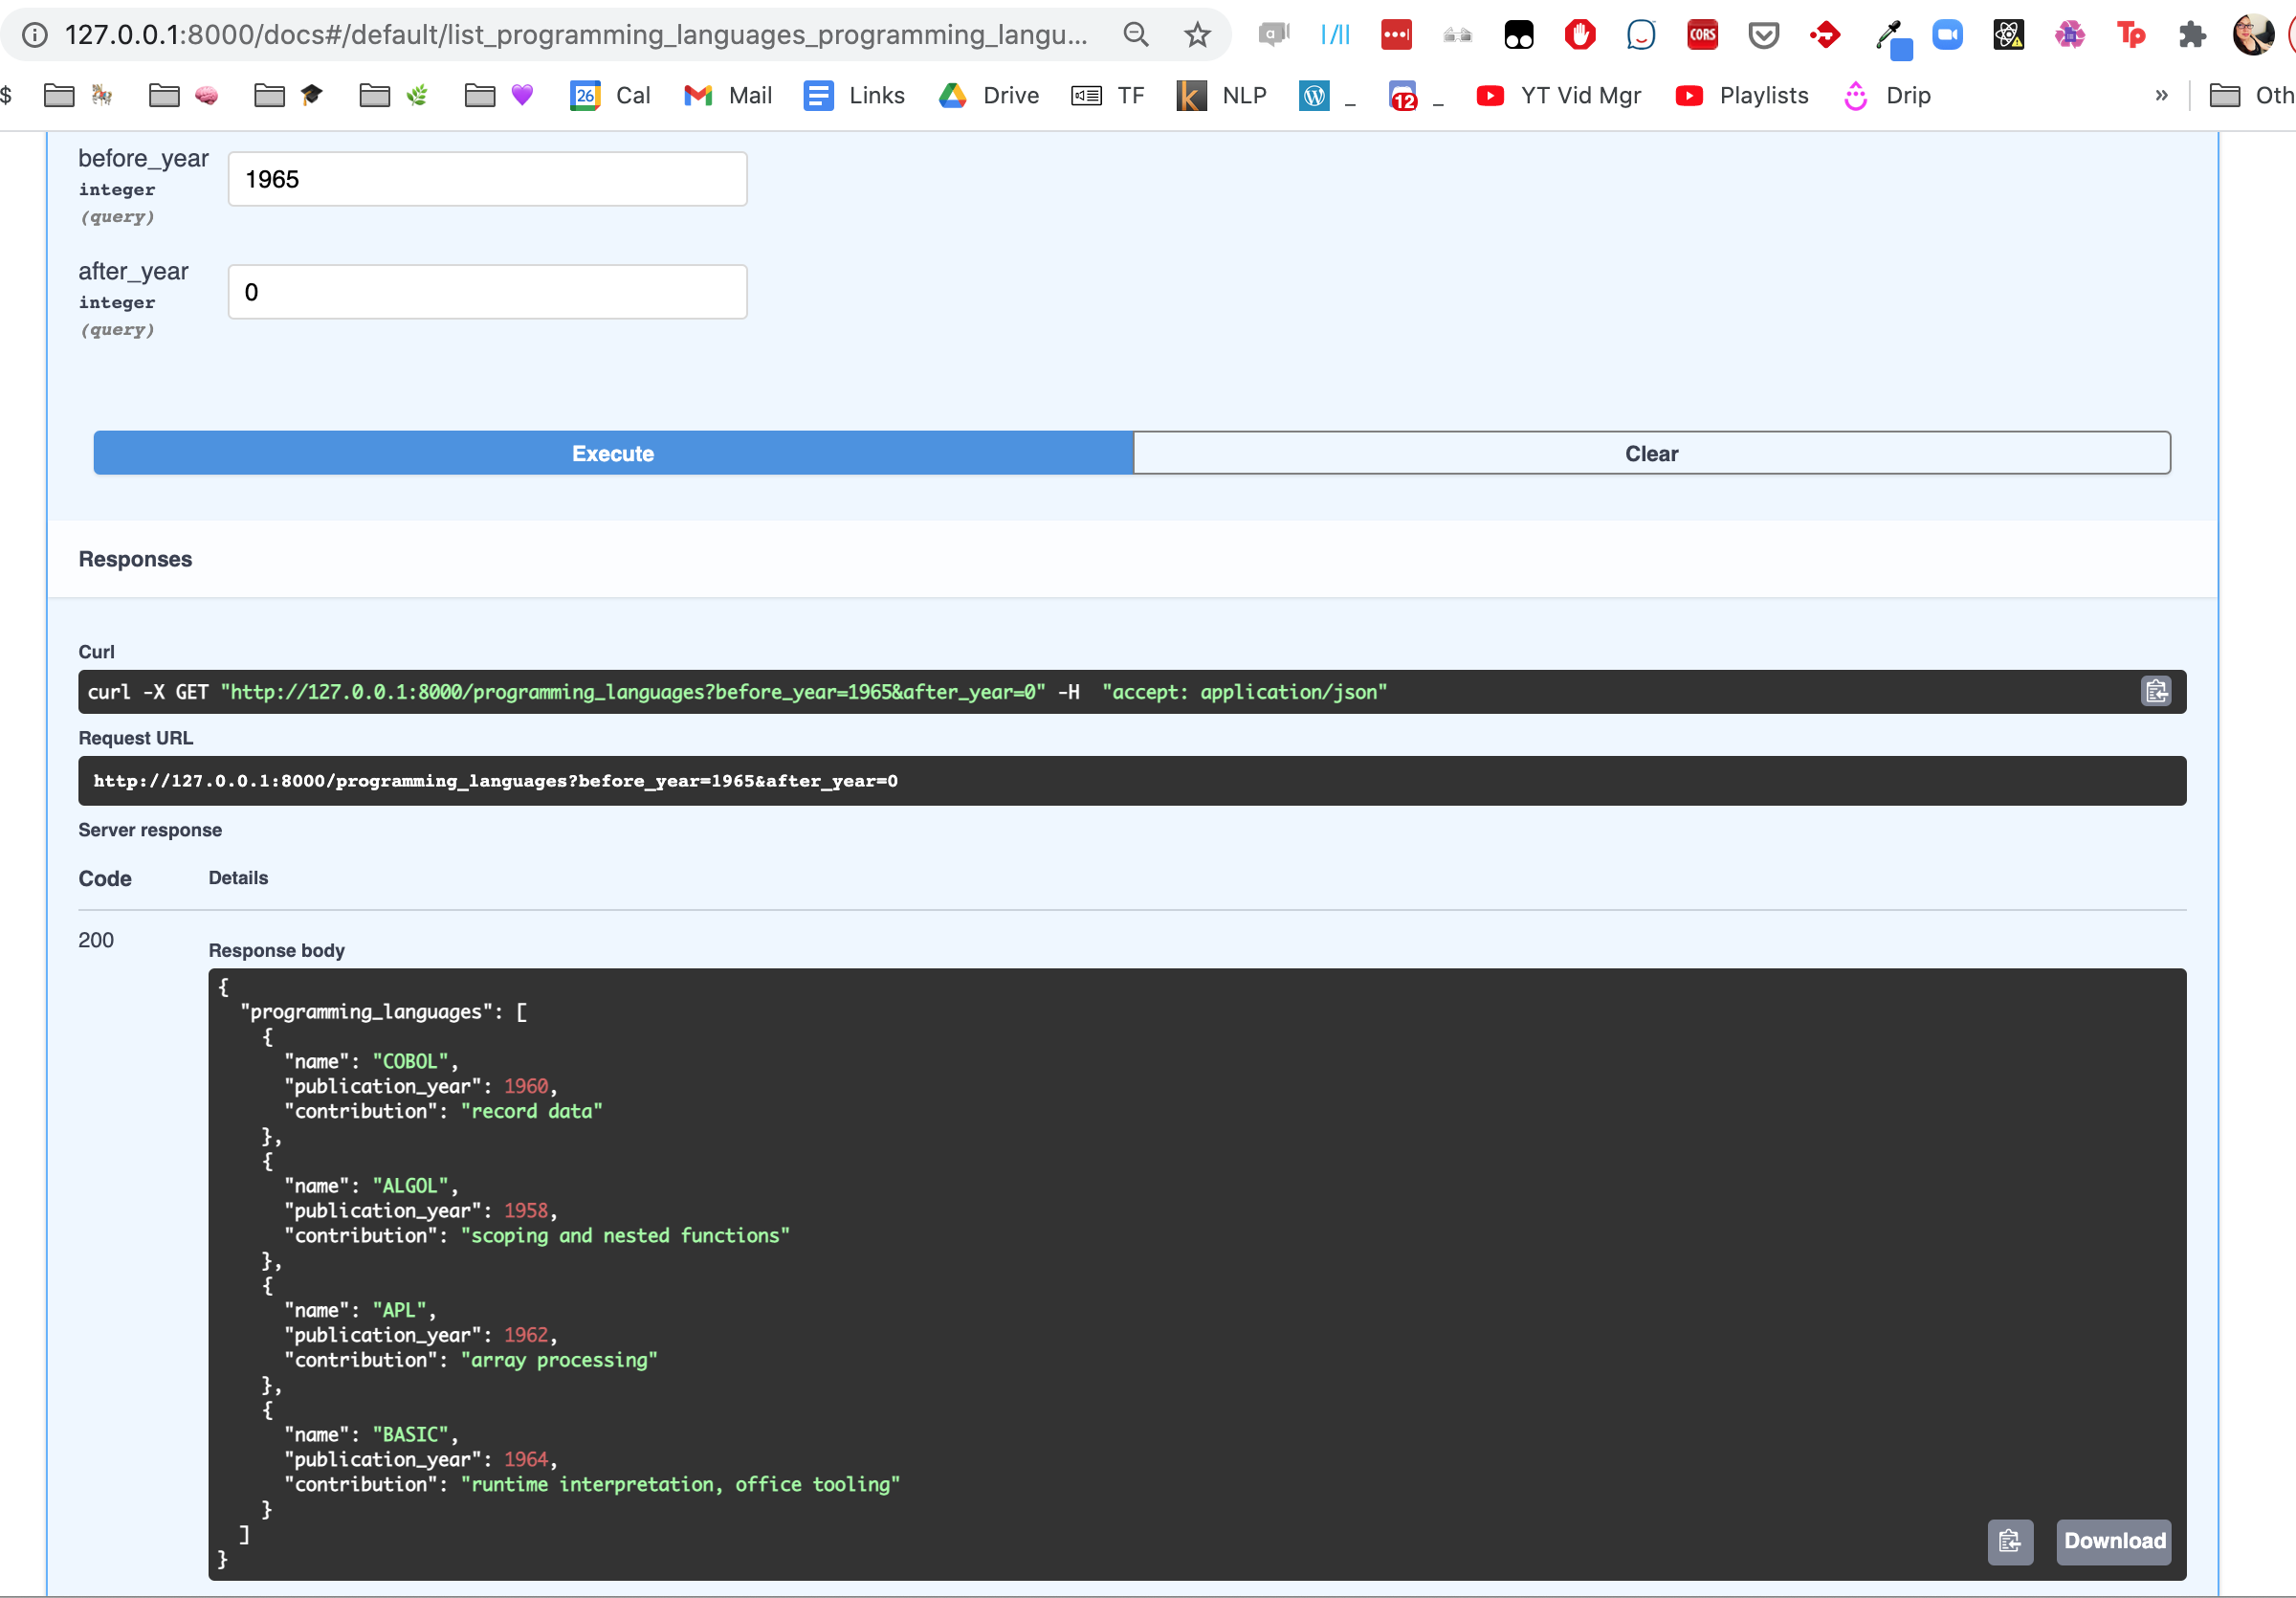 127.0.0.1:8000/docs#/default/list_programming_languages_programming_langu...
$ Cal Mail Links Drive TF NLP _ 12 _ YT Vid Mgr Playlists Drip » Oth
before_year
integer
(query)
1965
after_year
integer
(query)
0
Execute
Clear
Responses
Curl
curl -X GET "http://127.0.0.1:8000/programming_languages?before_year=1965&after_year=0" -H  "accept: application/json"
Request URL
http://127.0.0.1:8000/programming_languages?before_year=1965&after_year=0
Server response
Code Details
200
Response body
{
  "programming_languages": [
    {
      "name": "COBOL",
      "publication_year": 1960,
      "contribution": "record data"
    },
    {
      "name": "ALGOL",
      "publication_year": 1958,
      "contribution": "scoping and nested functions"
    },
    {
      "name": "APL",
      "publication_year": 1962,
      "contribution": "array processing"
    },
    {
      "name": "BASIC",
      "publication_year": 1964,
      "contribution": "runtime interpretation, office tooling"
    }
  ]
}
Download